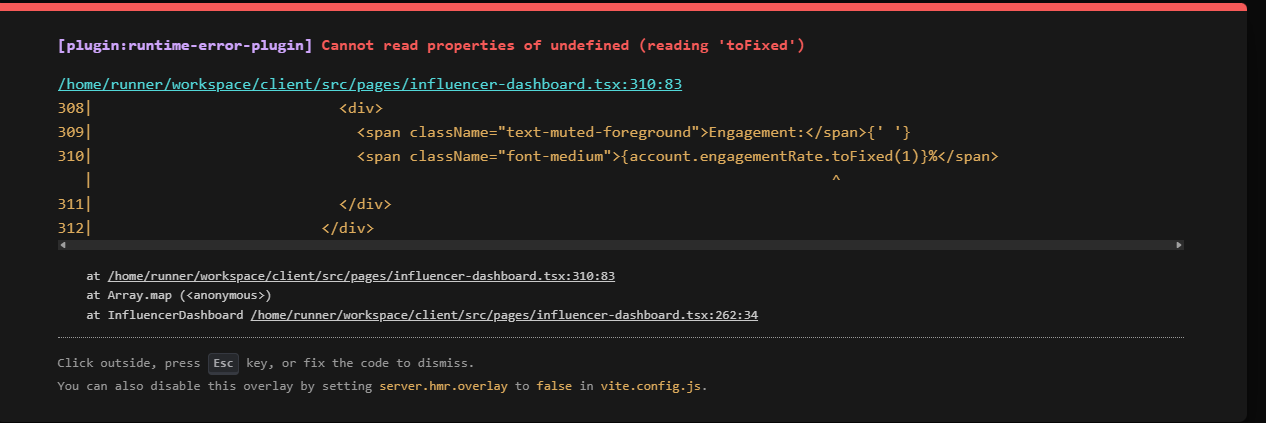 [plugin:runtime-error-plugin] Cannot read properties of undefined (reading 'toFixed')
/home/runner/workspace/client/src/pages/influencer-dashboard.tsx:310:83
308|                            <div>
309|                              <span className="text-muted-foreground">Engagement:</span>{' '}
310|                              <span className="font-medium">{account.engagementRate.toFixed(1)}%</span>
   |                                                                                    ^
311|                            </div>
312|                          </div>
at /home/runner/workspace/client/src/pages/influencer-dashboard.tsx:310:83
at Array.map (<anonymous>)
at InfluencerDashboard /home/runner/workspace/client/src/pages/influencer-dashboard.tsx:262:34
Click outside, press Esc key, or fix the code to dismiss.
You can also disable this overlay by setting server.hmr.overlay to false in vite.config.js.